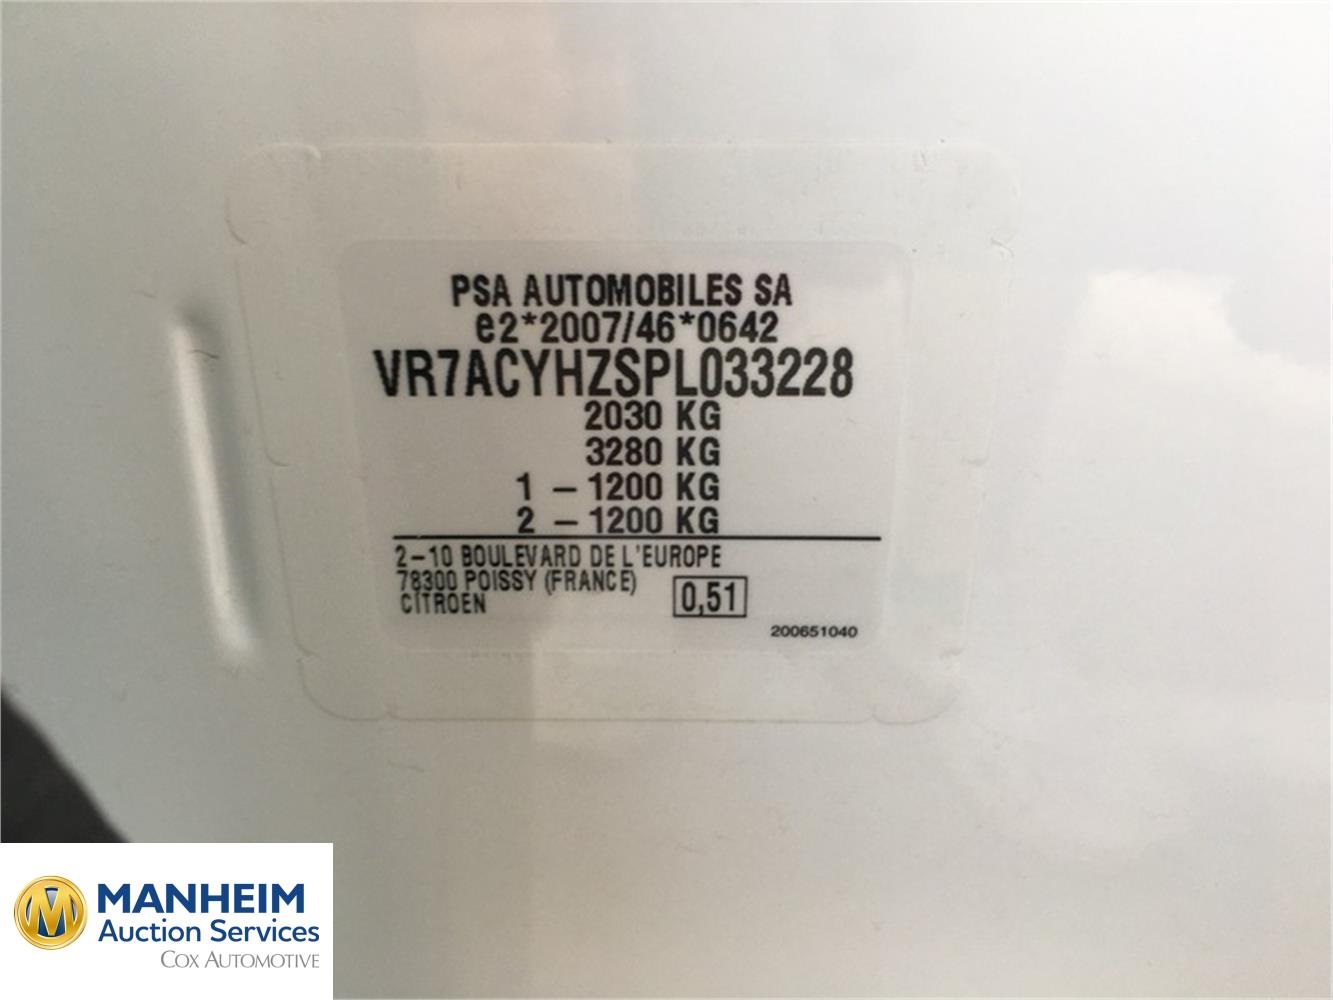 PSA AUTOMOBILES SA
e2*2007/46*0642
VR7ACYHZSPL033228
2030 KG
3280 KG
1 - 1200 KG
2 - 1200 KG
2-10 BOULEVARD DE L'EUROPE
78300 POISSY (FRANCE)
CITROEN
0,51
200651040
M
MANHEIM
Auction Services
COX AUTOMOTIVE